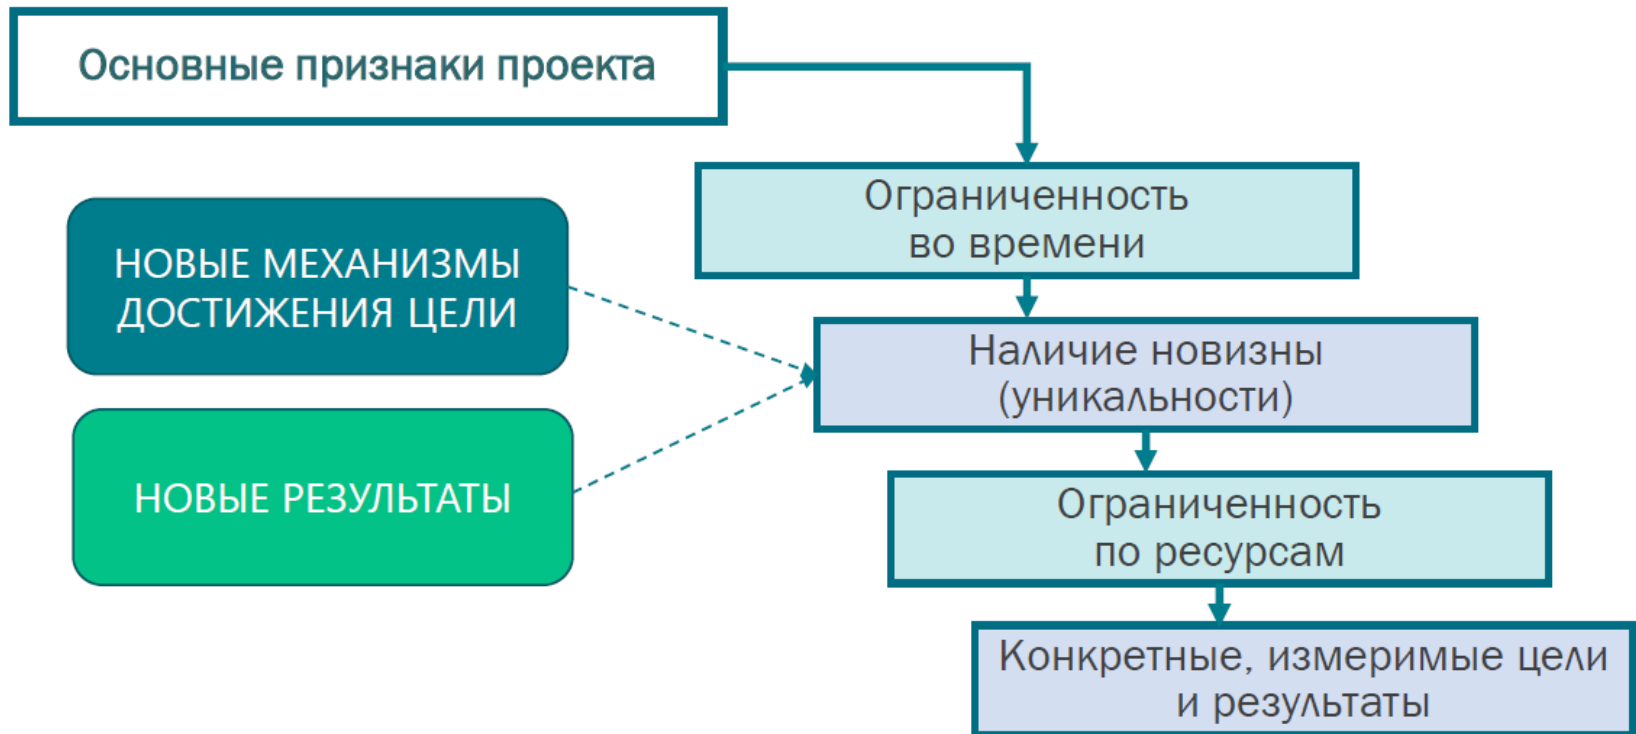 Основные признаки проекта
Ограниченность
во времени
НОВЫЕ МЕХАНИЗМЫ
ДОСТИЖЕНИЯ ЦЕЛИ
Наличие новизны
(уникальности)
НОВЫЕ РЕЗУЛЬТАТЫ
Ограниченность
по ресурсам
Конкретные, измеримые цели
и результаты